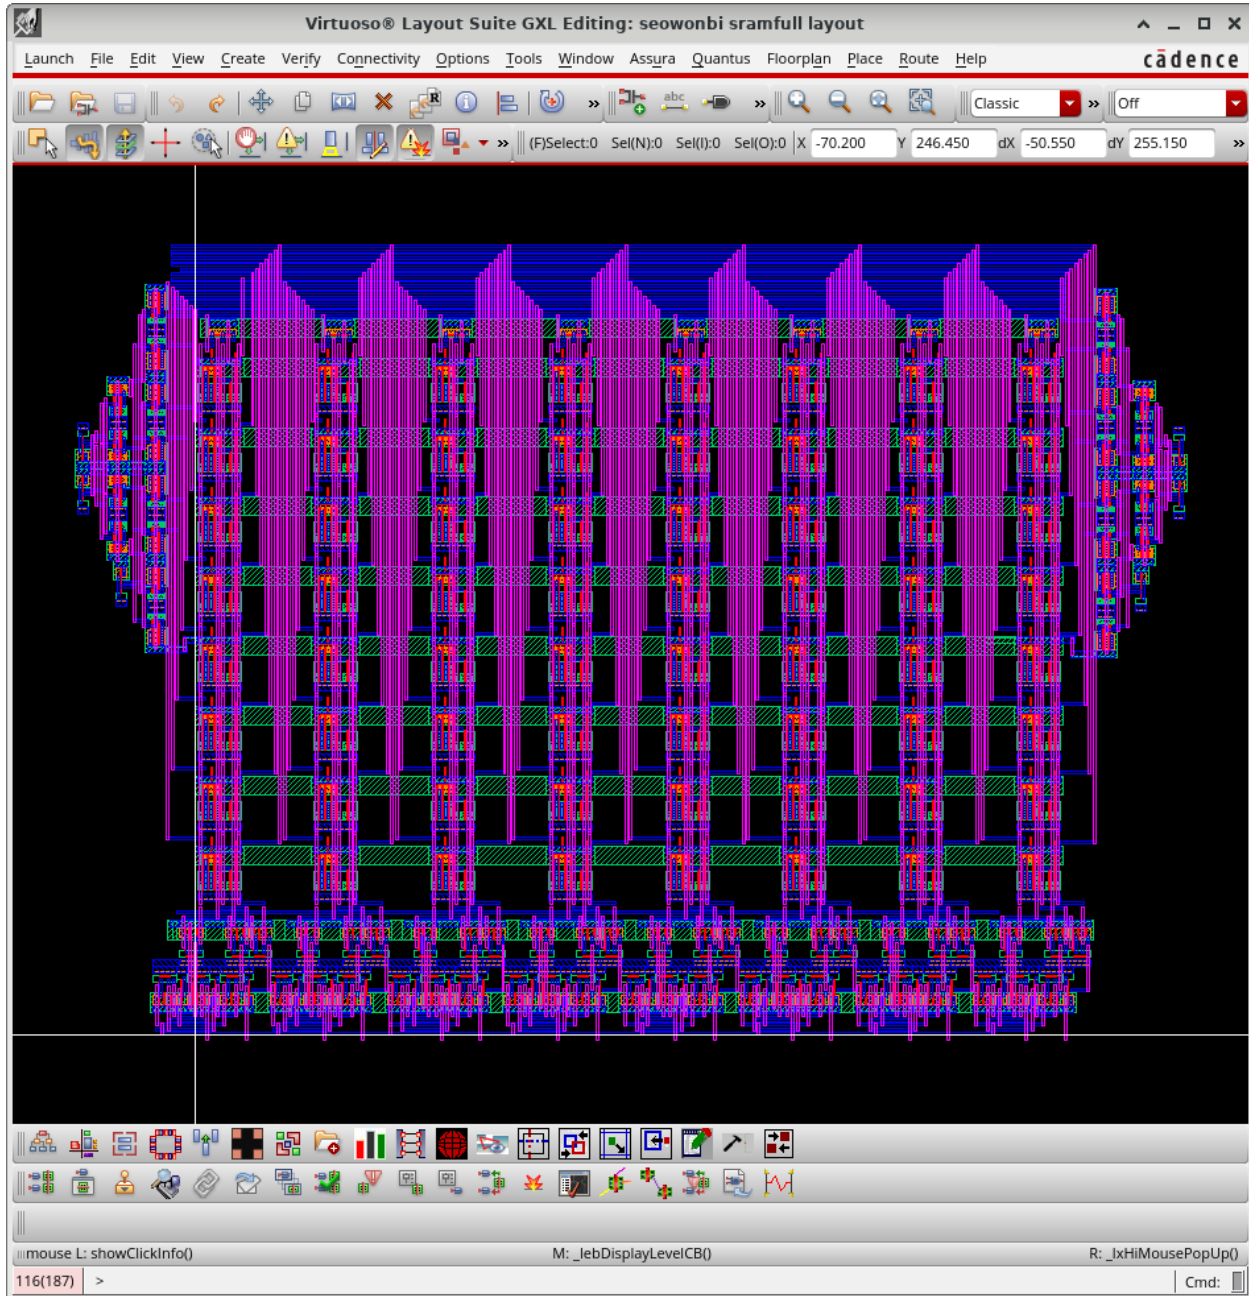 Virtuoso® Layout Suite GXL Editing: seowonbi sramfull layout
Launch File Edit View Create Verify Connectivity Options Tools Window Assura Quantus Floorplan Place Route Help cādence
R abc » » Classic » Off
» (F)Select:0 Sel(N):0 Sel(I):0 Sel(O):0 X -70.200 Y 246.450 dX -50.550 dY 255.150 »
mouse L: showClickInfo() M: _lebDisplayLevelCB() R: _lxHiMousePopUp()
116(187) > Cmd: